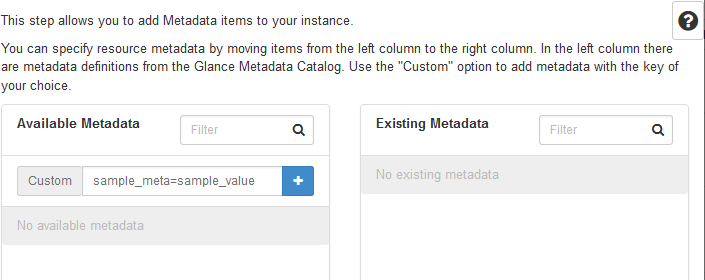 This step allows you to add Metadata items to your instance.
?
You can specify resource metadata by moving items from the left column to the right column. In the left column there
are metadata definitions from the Glance Metadata Catalog. Use the "Custom" option to add metadata with the key of
your choice.
Available Metadata
Filter
Existing Metadata
Filter
Custom
sample_meta=sample_value
+
No existing metadata
No available metadata